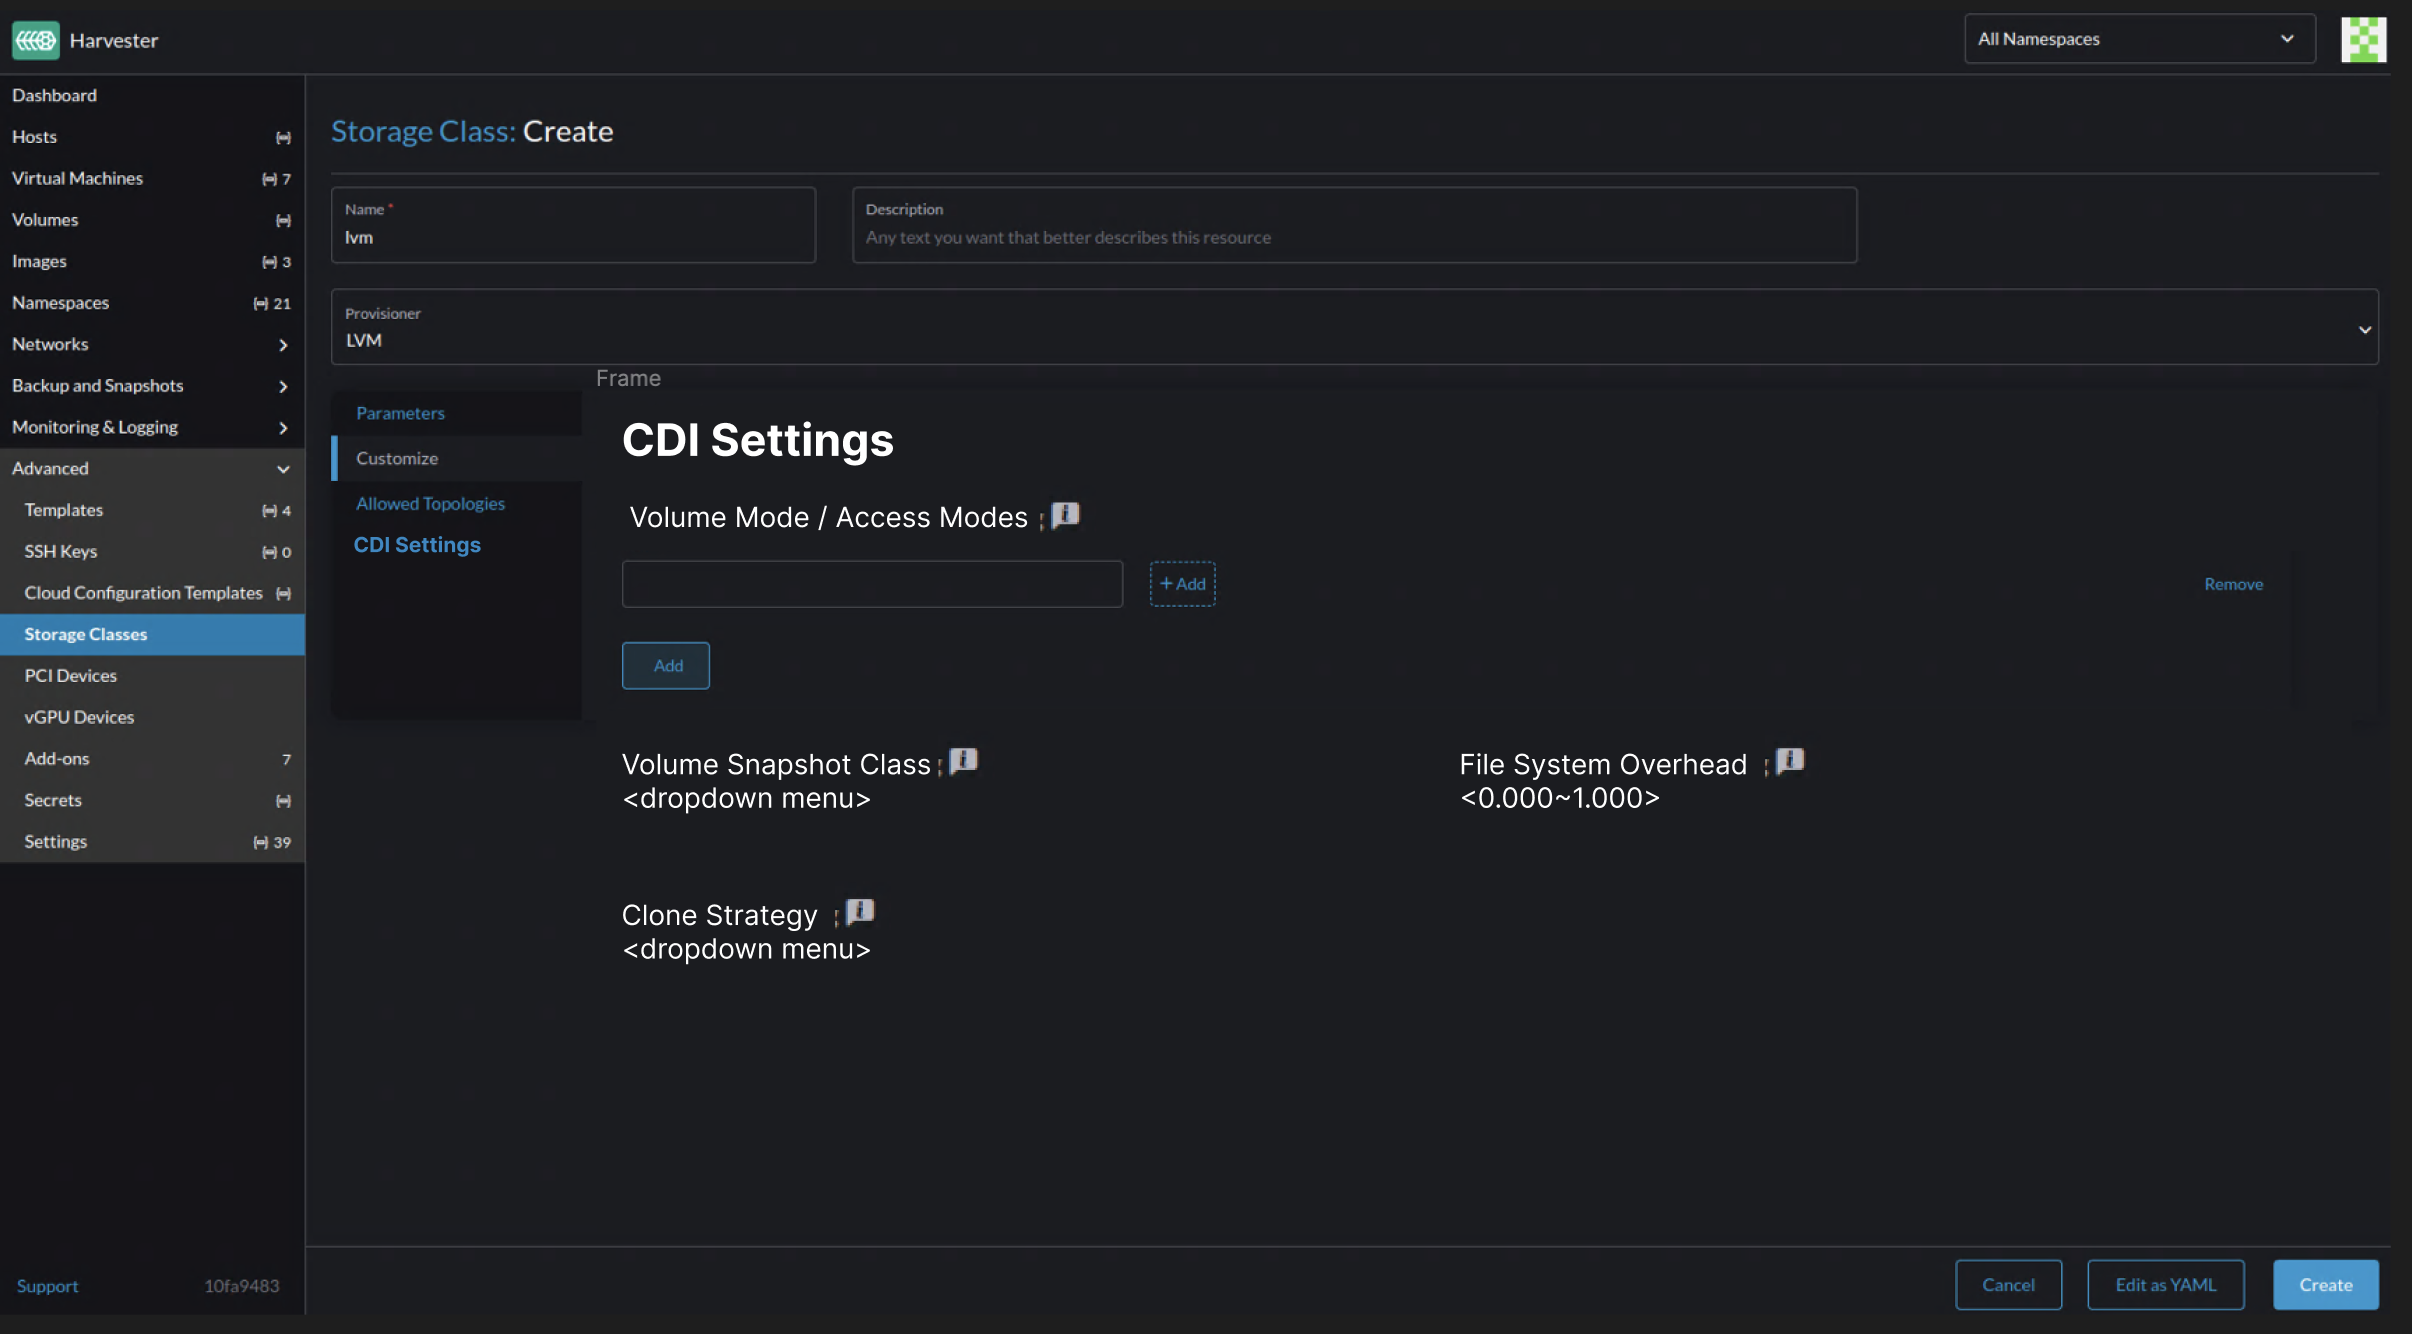 Harvester
All Namespaces
Dashboard
Hosts
Virtual Machines 7
Volumes
Images 3
Namespaces 21
Networks
Backup and Snapshots
Monitoring & Logging
Advanced
Templates 4
SSH Keys 0
Cloud Configuration Templates
Storage Classes
PCI Devices
vGPU Devices
Add-ons 7
Secrets
Settings 39
Support 10fa9483
Storage Class: Create
Name *
lvm
Description
Any text you want that better describes this resource
Provisioner
LVM
Frame
Parameters
Customize
Allowed Topologies
CDI Settings
CDI Settings
Volume Mode / Access Modes
+ Add
Remove
Add
Volume Snapshot Class
<dropdown menu>
File System Overhead
<0.000~1.000>
Clone Strategy
<dropdown menu>
Cancel
Edit as YAML
Create